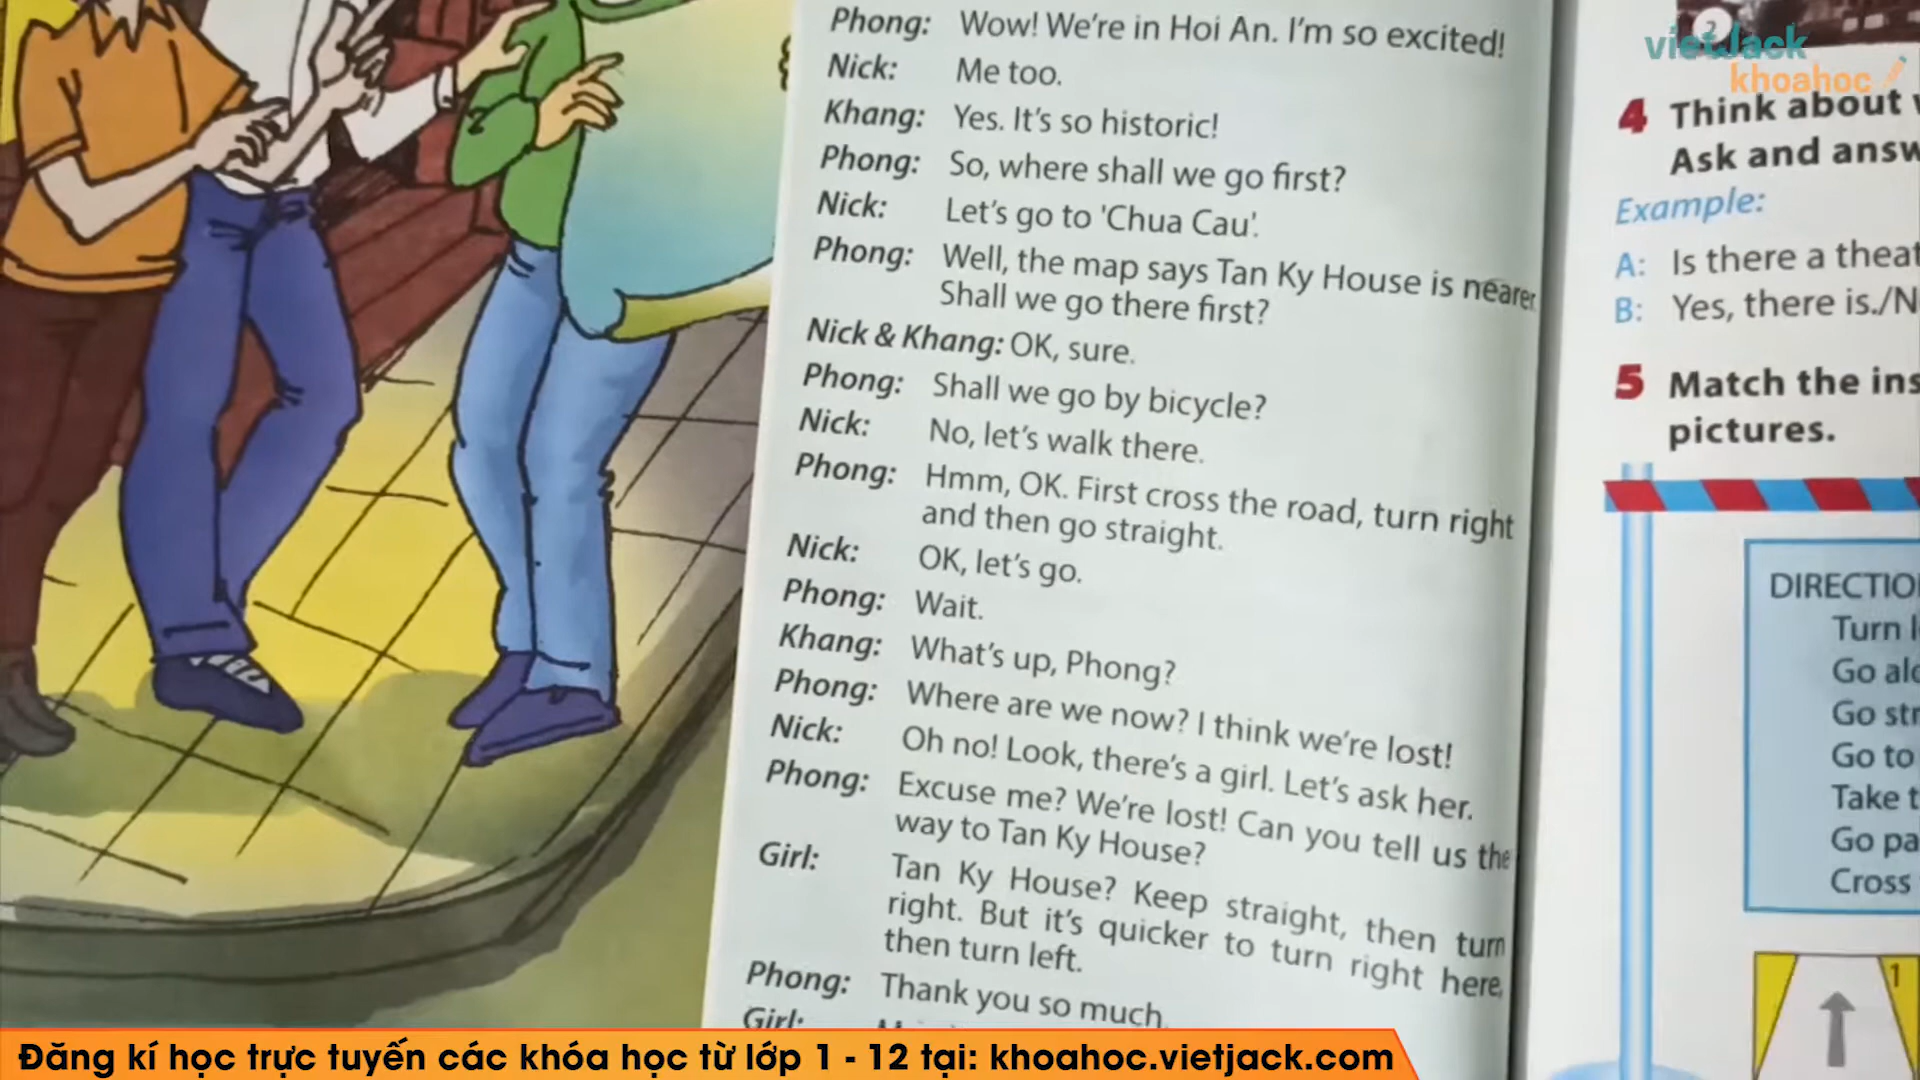 Phong: Wow! We're in Hoi An. I'm so excited!
Nick: Me too.
Khang: Yes. It's so historic!
Phong: So, where shall we go first?
Nick: Let's go to 'Chua Cau'.
Phong: Well, the map says Tan Ky House is nearer.
Shall we go there first?
Nick & Khang: OK, sure.
Phong: Shall we go by bicycle?
Nick: No, let's walk there.
Phong: Hmm, OK. First cross the road, turn right
and then go straight.
Nick: OK, let's go.
Phong: Wait.
Khang: What's up, Phong?
Phong: Where are we now? I think we're lost!
Nick: Oh no! Look, there's a girl. Let's ask her.
Phong: Excuse me? We're lost! Can you tell us the
way to Tan Ky House?
Girl: Tan Ky House? Keep straight, then turn
right. But it's quicker to turn right here,
then turn left.
Phong: Thank you so much.
Girl:
vietJack
khoahoc
4 Think about
Ask and answ
Example:
A: Is there a theat
B: Yes, there is./N
5 Match the ins
pictures.
DIRECTIO
Turn l
Go alo
Go str
Go to
Take t
Go pa
Cross
1
Đăng kí học trực tuyến các khóa học từ lớp 1 - 12 tại: khoahoc.vietjack.com